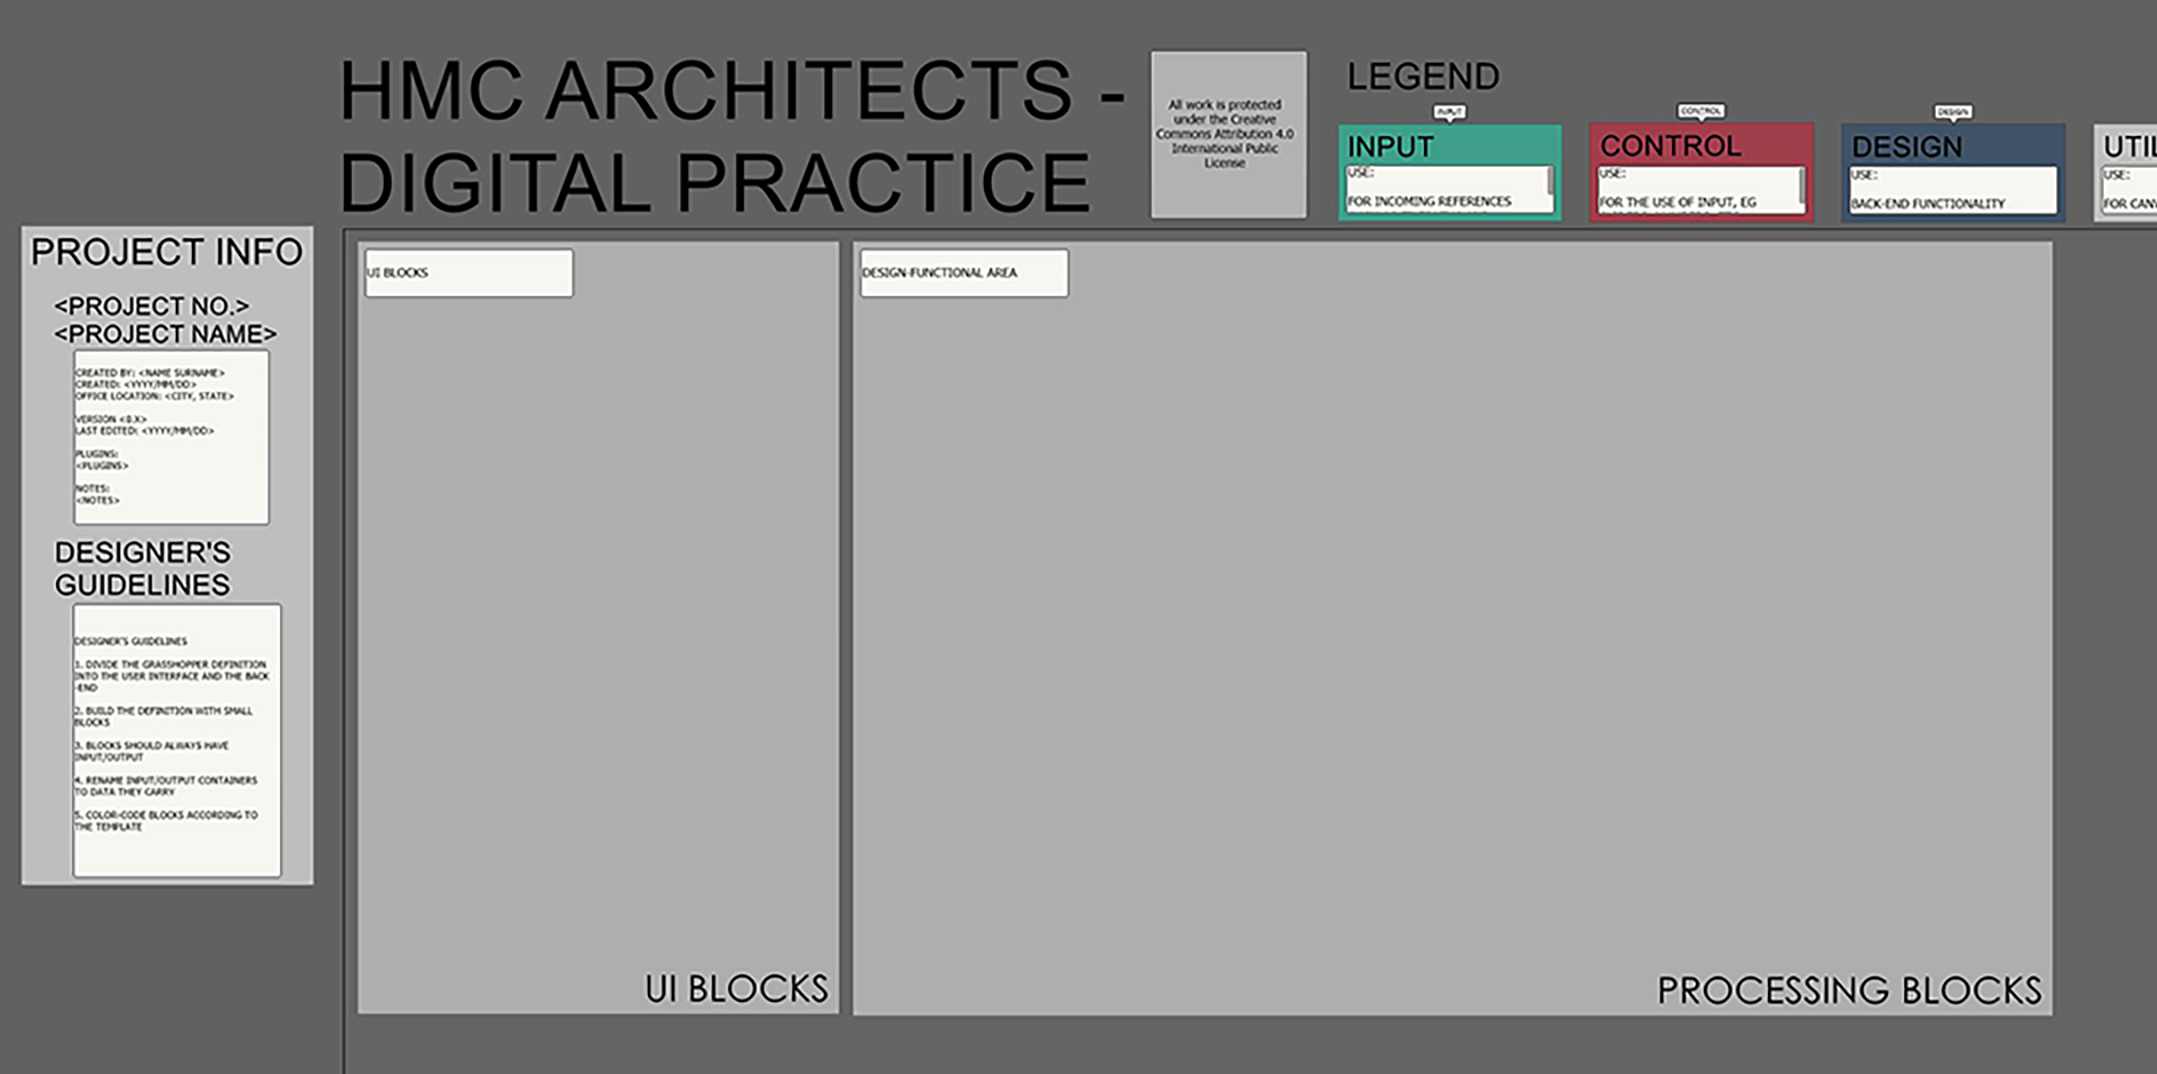 HMC ARCHITECTS -
DIGITAL PRACTICE
All work is protected
under the Creative
Commons Attribution 4.0
International Public
License
LEGEND
INPUT
INPUT
USE:
FOR INCOMING REFERENCES
CONTROL
CONTROL
USE:
FOR THE USE OF INPUT, EG
DESIGN
DESIGN
USE:
BACK-END FUNCTIONALITY
UTIL
USE:
FOR CAN
PROJECT INFO
<PROJECT NO.>
<PROJECT NAME>
CREATED BY: <NAME SURNAME>
CREATED: <YYYY/MM/DD>
OFFICE LOCATION: <CITY, STATE>
VERSION <0.X>
LAST EDITED: <YYYY/MM/DD>
PLUGINS:
<PLUGINS>
NOTES:
<NOTES>
DESIGNER'S
GUIDELINES
DESIGNER'S GUIDELINES
1. DIVIDE THE GRASSHOPPER DEFINITION
INTO THE USER INTERFACE AND THE BACK
-END
2. BUILD THE DEFINITION WITH SMALL
BLOCKS
3. BLOCKS SHOULD ALWAYS HAVE
INPUT/OUTPUT
4. RENAME INPUT/OUTPUT CONTAINERS
TO DATA THEY CARRY
5. COLOR-CODE BLOCKS ACCORDING TO
THE TEMPLATE
UI BLOCKS
UI BLOCKS
DESIGN-FUNCTIONAL AREA
PROCESSING BLOCKS